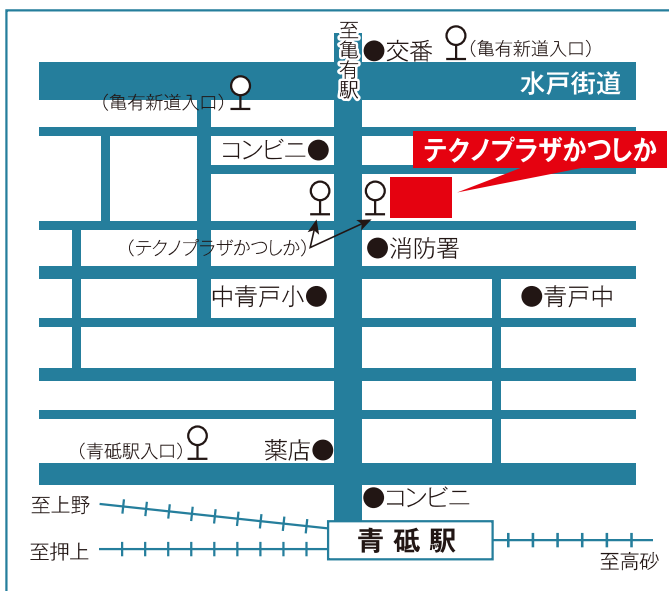 至亀有駅
交番
（亀有新道入口）
水戸街道
（亀有新道入口）
コンビニ
テクノプラザかつしか
（テクノプラザかつしか）
消防署
中青戸小
青戸中
（青砥駅入口）
薬店
コンビニ
至上野
青砥駅
至押上
至高砂